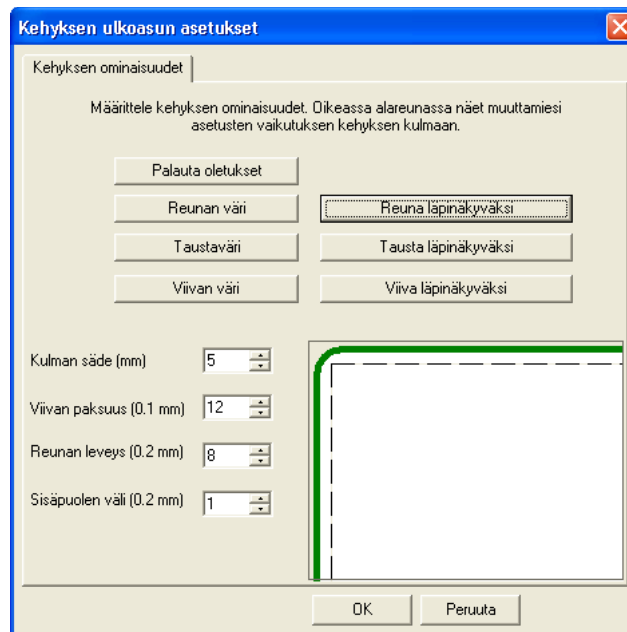 Kehyksen ulkoasun asetukset
Kehyksen ominaisuudet
Määrittele kehyksen ominaisuudet. Oikeassa alareunassa näet muuttamiesi
asetusten vaikutuksen kehyksen kulmaan.
Palauta oletukset
Reunan väri
Reuna läpinäkyväksi
Taustaväri
Tausta läpinäkyväksi
Viivan väri
Viiva läpinäkyväksi
Kulman säde (mm)
5
Viivan paksuus (0.1 mm)
12
Reunan leveys (0.2 mm)
8
Sisäpuolen väli (0.2 mm)
1
OK
Peruuta